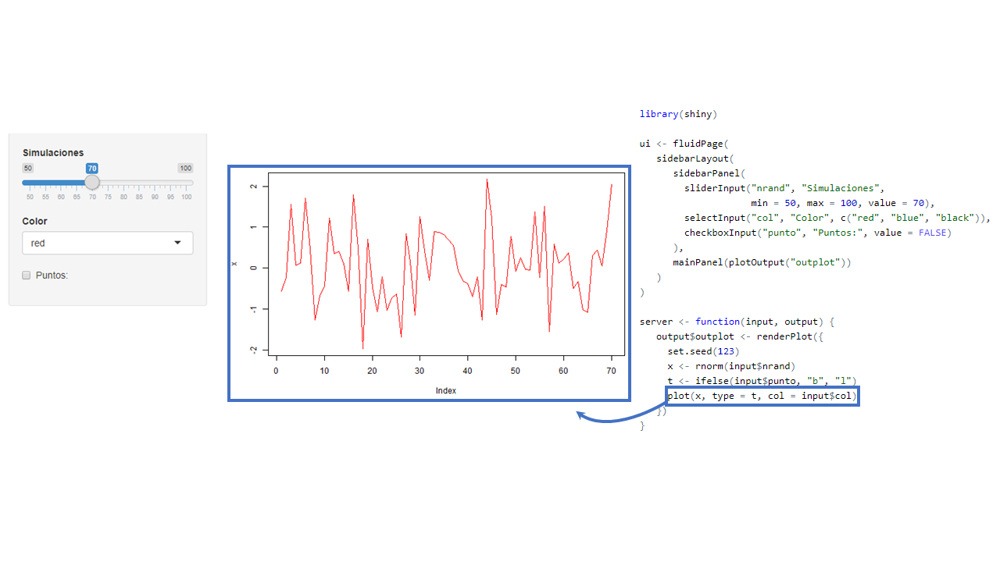 Simulaciones
50 70 100
50 55 60 65 70 75 80 85 90 95 100
Color
red
Puntos:
x
2
1
0
-1
-2
0 10 20 30 40 50 60 70
Index
library(shiny)
ui <- fluidPage(
sidebarLayout(
sidebarPanel(
sliderInput("nrand", "Simulaciones",
min = 50, max = 100, value = 70),
selectInput("col", "Color", c("red", "blue", "black")),
checkboxInput("punto", "Puntos:", value = FALSE)
),
mainPanel(plotOutput("outplot"))
)
)
server <- function(input, output) {
output$outplot <- renderPlot({
set.seed(123)
x <- rnorm(input$nrand)
t <- ifelse(input$punto, "b", "l")
plot(x, type = t, col = input$col)
})
}